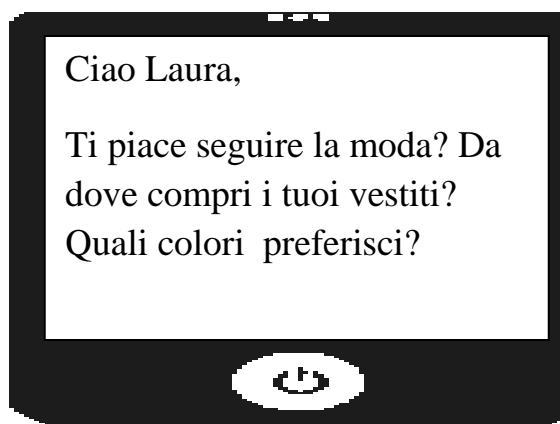 Ciao Laura,
Ti piace seguire la moda? Da
dove compri i tuoi vestiti?
Quali colori  preferisci?